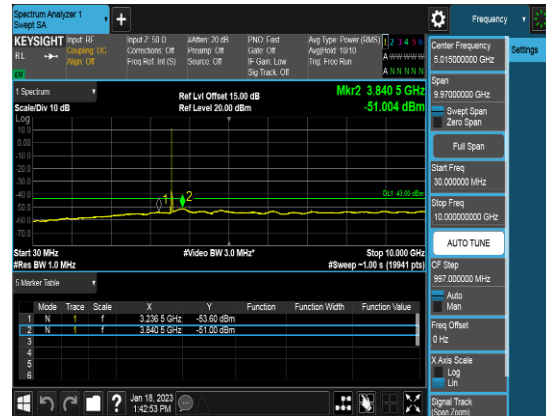 Spectrum Analyzer 1
Swept SA
+
Frequency
KEYSIGHT
RL
Input: RF
Coupling: DC
Align: Off
Input Z: 50 Ω
Corrections: Off
Freq Ref: Int (S)
#Atten: 20 dB
Preamp: Off
Source: Off
PNO: Fast
Gate: Off
IF Gain: Low
Sig Track: Off
Avg Type: Power (RMS)
Avg|Hold: 10/10
Trig: Free Run
1 2 3 4 5 6
A W W W W W
A N N N N N
1 Spectrum
Scale/Div 10 dB
Ref Lvl Offset 15.00 dB
Ref Level 20.00 dBm
Mkr2 3.840 5 GHz
-51.004 dBm
Log
10.0
0.00
-10.0
-20.0
-30.0
-40.0
-50.0
-60.0
-70.0
1
2
DL1 -43.00 dBm
Start 30 MHz
#Res BW 1.0 MHz
#Video BW 3.0 MHz*
Stop 10.000 GHz
#Sweep ~1.00 s (19941 pts)
5 Marker Table
Mode Trace Scale X Y Function Function Width Function Value
1 N 1 f 3.236 5 GHz -53.60 dBm
2 N 1 f 3.840 5 GHz -51.00 dBm
3
4
5
6
Jan 18, 2023
1:42:53 PM
Center Frequency
5.015000000 GHz
Settings
Span
9.97000000 GHz
Swept Span
Zero Span
Full Span
Start Freq
30.000000 MHz
Stop Freq
10.000000000 GHz
AUTO TUNE
CF Step
997.000000 MHz
Auto
Man
Freq Offset
0 Hz
X Axis Scale
Log
Lin
Signal Track
(Span Zoom)